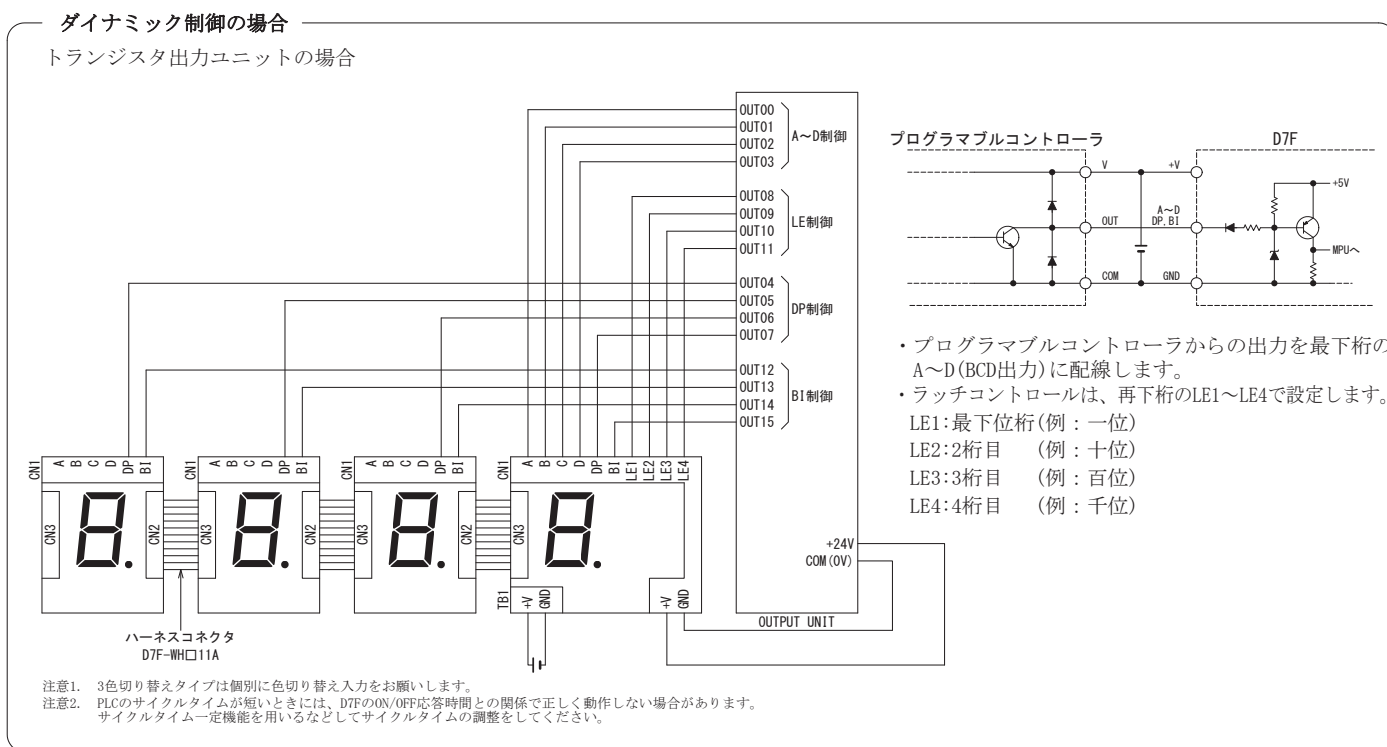 ダイナミック制御の場合
トランジスタ出力ユニットの場合
OUT00
OUT01
OUT02
OUT03
A～D制御
OUT08
OUT09
OUT10
OUT11
LE制御
OUT04
OUT05
OUT06
OUT07
DP制御
OUT12
OUT13
OUT14
OUT15
BI制御
+24V
COM(0V)
OUTPUT UNIT
CN1
A B C D DP BI
CN3
8.
CN2
CN1
A B C D DP BI
CN3
8.
CN2
CN1
A B C D DP BI
CN3
8.
CN2
CN1
A B C D DP BI LE1 LE2 LE3 LE4
CN3
8.
TB1
+V GND
+V GND
ハーネスコネクタ
D7F-WH□11A
プログラマブルコントローラ
D7F
V
+V
OUT
A～D
DP.BI
COM
GND
+5V
MPUへ
・プログラマブルコントローラからの出力を最下桁の
A～D(BCD出力)に配線します。
・ラッチコントロールは、再下桁のLE1～LE4で設定します。
LE1:最下位桁(例：一位)
LE2:2桁目 (例：十位)
LE3:3桁目 (例：百位)
LE4:4桁目 (例：千位)
注意1. 3色切り替えタイプは個別に色切り替え入力をお願いします。
注意2. PLCのサイクルタイムが短いときには、D7FのON/OFF応答時間との関係で正しく動作しない場合があります。
サイクルタイム一定機能を用いるなどしてサイクルタイムの調整をしてください。